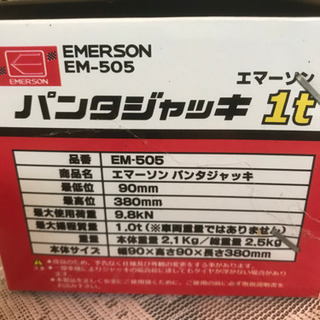 EMERSON
EMERSON
EM-505
エマーソン
パンタジャッキ 1t
品番 EM-505
商品名 エマーソン パンタジャッキ
最低位 90mm
最高位 380mm
最大使用荷重 9.8kN
最大揚程質量 1.0t(※車両重量ではありません)
重量 本体重量2.1Kg/総重量2.5kg
本体サイズ 幅90×高さ90×長さ380mm